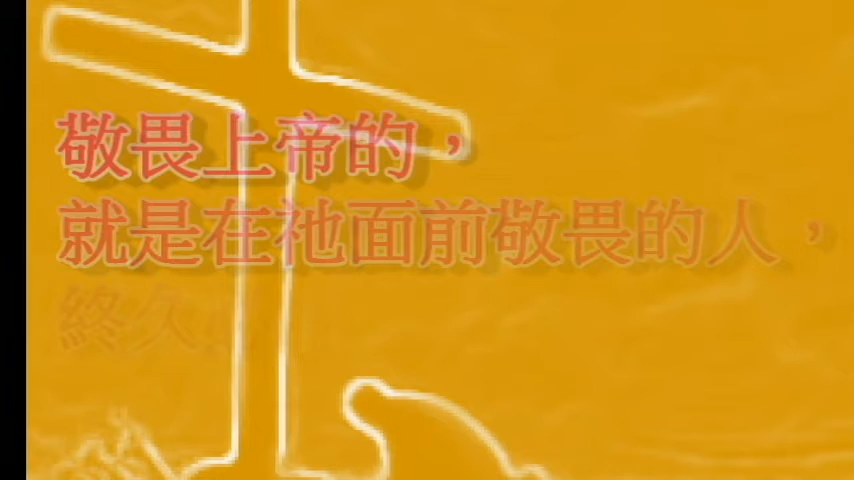 敬畏上帝的，
就是在祂面前敬畏的人，
終久